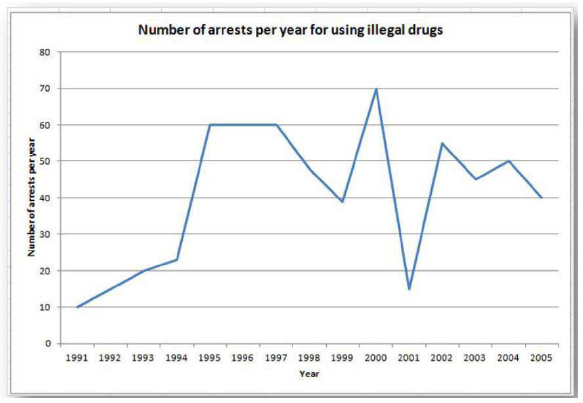 Number of arrests per year for using illegal drugs
80
70
60
50
40
30
20
10
0
Number of arrests per year
1991 1992 1993 1994 1995 1996 1997 1998 1999 2000 2001 2002 2003 2004 2005
Year